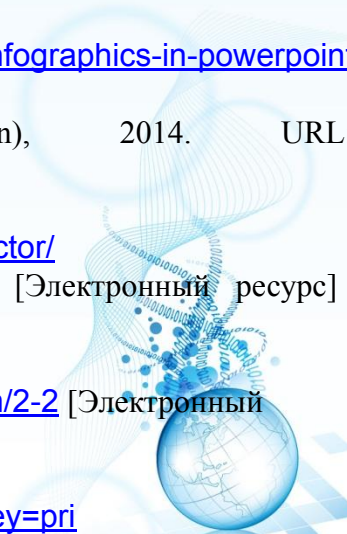 nfographics-in-powerpoint
n), 2014. URL
ctor/
[Электронный ресурс]
n/2-2 [Электронный
ey=pri